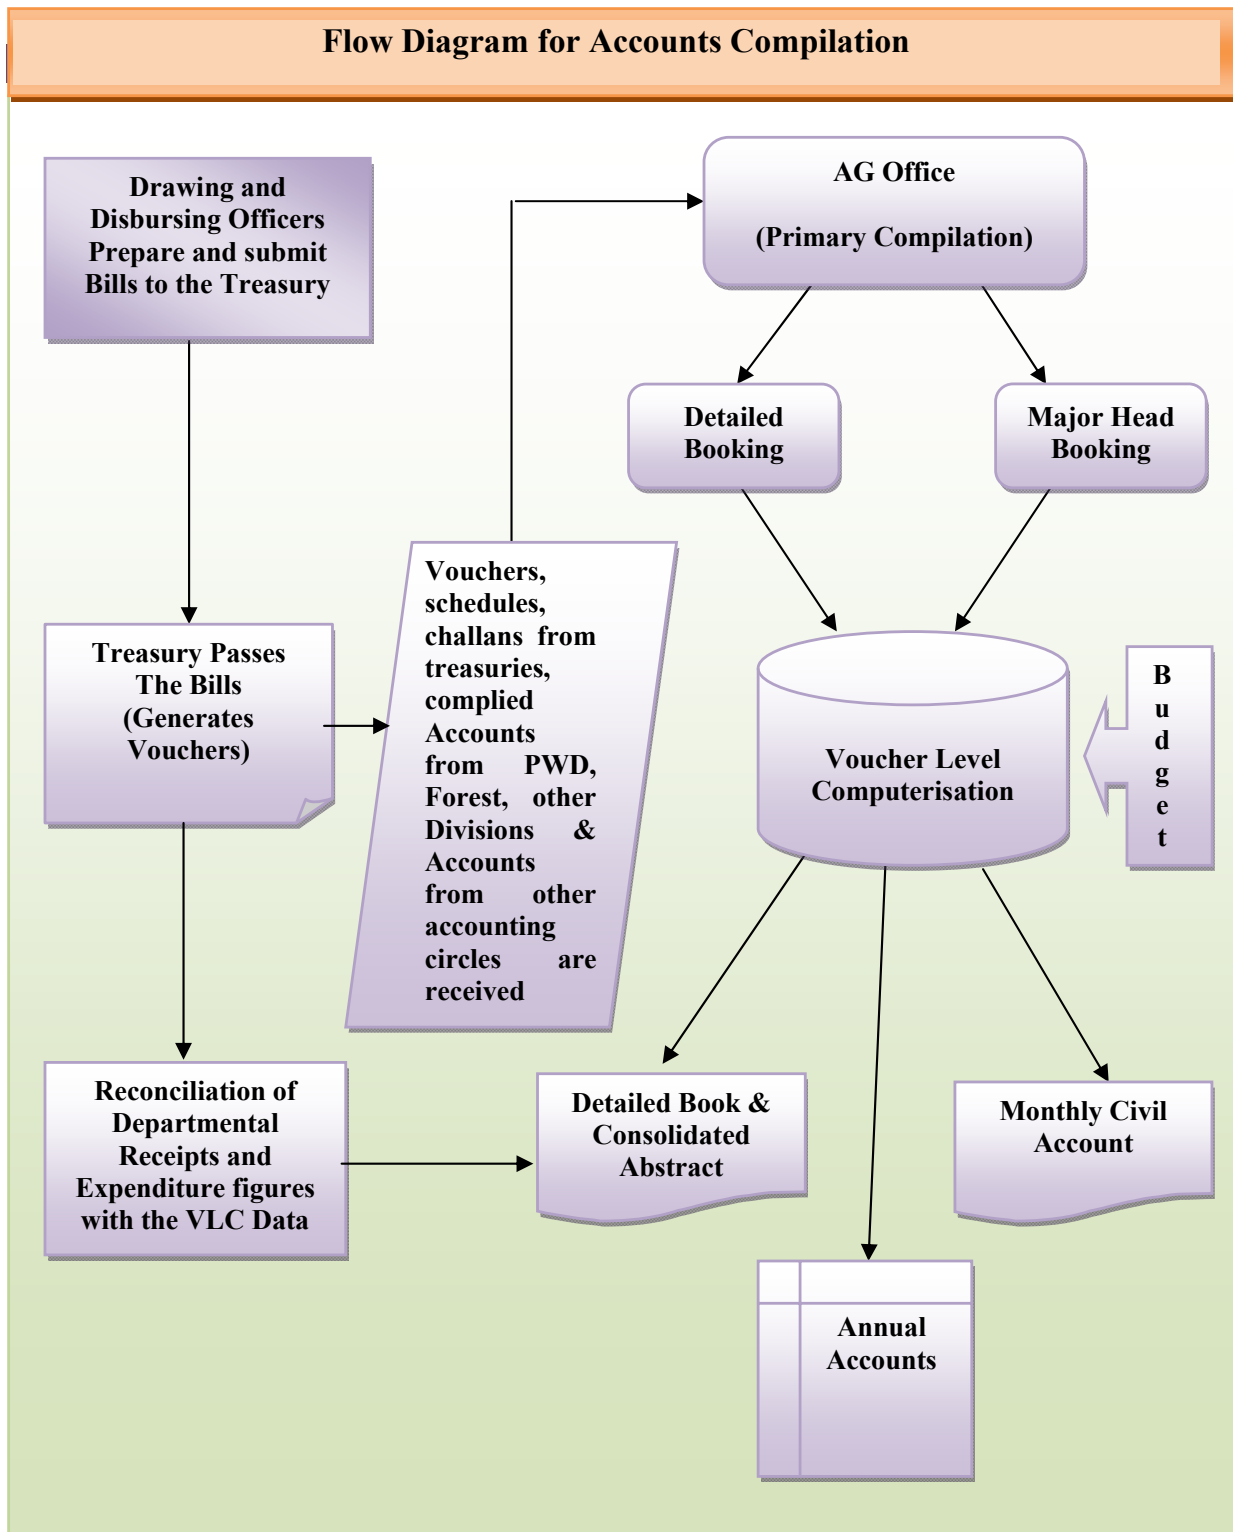 Flow Diagram for Accounts Compilation
Drawing and
Disbursing Officers
Prepare and submit
Bills to the Treasury
AG Office
(Primary Compilation)
Detailed
Booking
Major Head
Booking
Treasury Passes
The Bills
(Generates
Vouchers)
Vouchers,
schedules,
challans from
treasuries,
complied
Accounts
from PWD,
Forest, other
Divisions &
Accounts
from other
accounting
circles are
received
Voucher Level
Computerisation
B
u
d
g
e
t
Reconciliation of
Departmental
Receipts and
Expenditure figures
with the VLC Data
Detailed Book &
Consolidated
Abstract
Monthly Civil
Account
Annual
Accounts